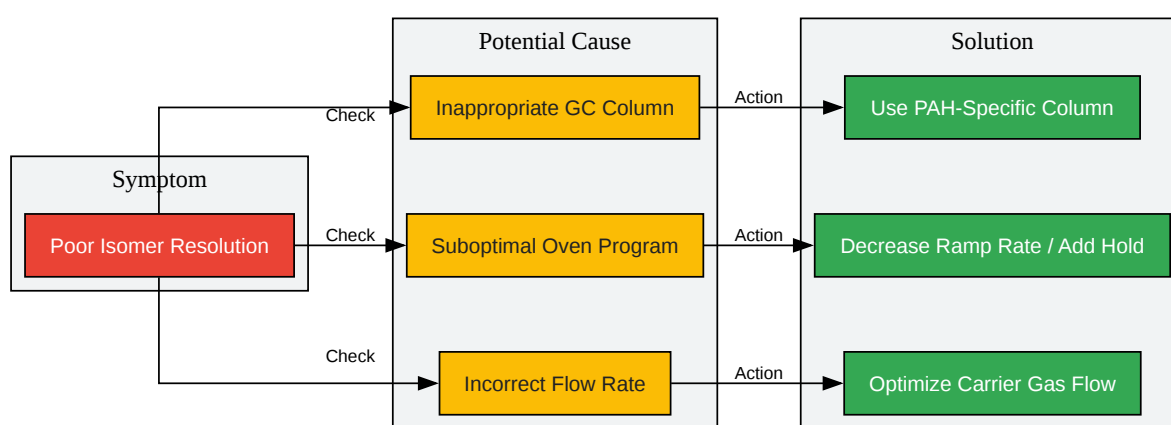 Potential Cause
Solution
Inappropriate GC Column
Action
Use PAH-Specific Column
Check
Symptom
Poor Isomer Resolution
Check
Suboptimal Oven Program
Action
Decrease Ramp Rate / Add Hold
Check
Incorrect Flow Rate
Action
Optimize Carrier Gas Flow